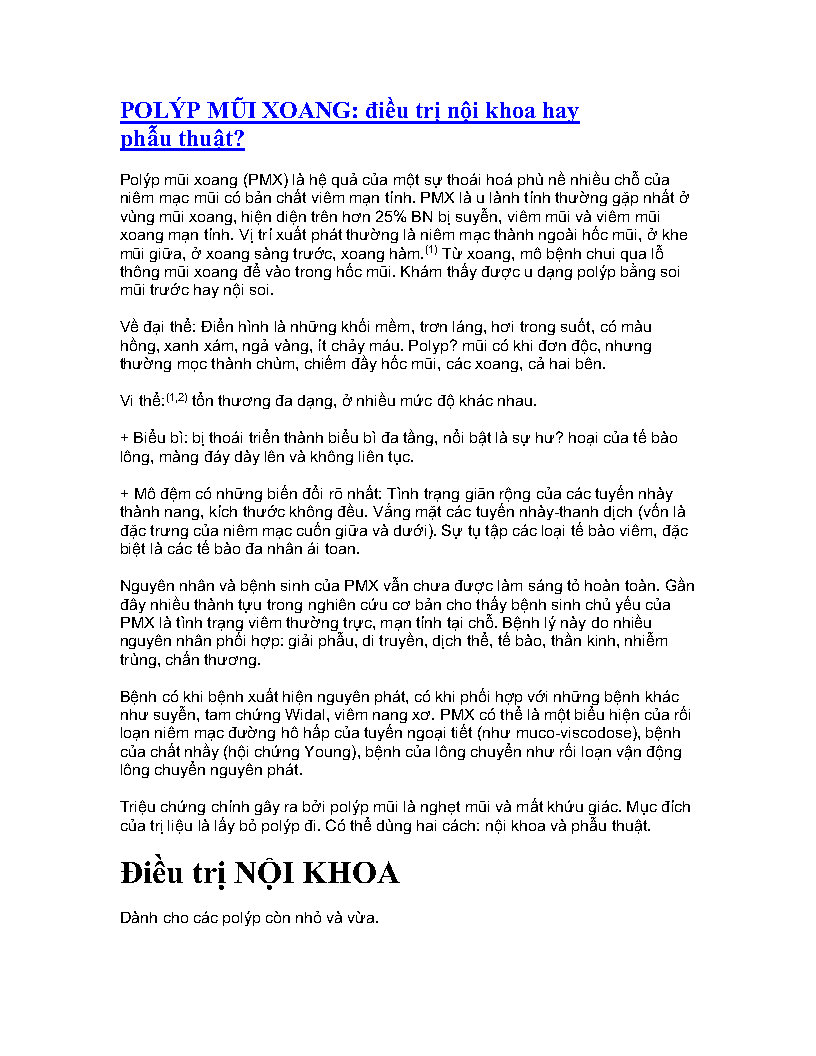 POLÝP MŨI XOANG: điều trị nội khoa hay
phẫu thuật?
Polýp mũi xoang (PMX) là hệ quả của một sự thoái hoá phù nề nhiều chỗ của
niêm mạc mũi có bản chất viêm mạn tính. PMX là u lành tính thường gặp nhất ở
vùng mũi xoang, hiện diện trên hơn 25% BN bị suyễn, viêm mũi và viêm mũi
xoang mạn tính. Vị trí xuất phát thường là niêm mạc thành ngoài hốc mũi, ở khe
mũi giữa, ở xoang sàng trước, xoang hàm.(1) Từ xoang, mô bệnh chui qua lỗ
thông mũi xoang để vào trong hốc mũi. Khám thấy được u dạng polýp bằng soi
mũi trước hay nội soi.
Về đại thể: Điển hình là những khối mềm, trơn láng, hơi trong suốt, có màu
hồng, xanh xám, ngả vàng, ít chảy máu. Polyp? mũi có khi đơn độc, nhưng
thường mọc thành chùm, chiếm đầy hốc mũi, các xoang, cả hai bên.
Vi thể:(1,2) tổn thương đa dạng, ở nhiều mức độ khác nhau.
+ Biểu bì: bị thoái triển thành biểu bì đa tầng, nổi bật là sự hư? hoại của tế bào
lông, màng đáy dày lên và không liên tục.
+ Mô đệm có những biến đổi rõ nhất: Tình trạng giãn rộng của các tuyến nhày
thành nang, kích thước không đều. Vắng mặt các tuyến nhày-thanh dịch (vốn là
đặc trưng của niêm mạc cuốn giữa và dưới). Sự tụ tập các loại tế bào viêm, đặc
biệt là các tế bào đa nhân ái toan.
Nguyên nhân và bệnh sinh của PMX vẫn chưa được làm sáng tỏ hoàn toàn. Gần
đây nhiều thành tựu trong nghiên cứu cơ bản cho thấy bệnh sinh chủ yếu của
PMX là tình trạng viêm thường trực, mạn tính tại chỗ. Bệnh lý này do nhiều
nguyên nhân phối hợp: giải phẫu, di truyền, dịch thể, tế bào, thần kinh, nhiễm
trùng, chấn thương.
Bệnh có khi bệnh xuất hiện nguyên phát, có khi phối hợp với những bệnh khác
như suyễn, tam chứng Widal, viêm nang xơ. PMX có thể là một biểu hiện của rối
loạn niêm mạc đường hô hấp của tuyến ngoại tiết (như muco-viscodose), bệnh
của chất nhầy (hội chứng Young), bệnh của lông chuyển như rối loạn vận động
lông chuyển nguyên phát.
Triệu chứng chính gây ra bởi polýp mũi là nghẹt mũi và mất khứu giác. Mục đích
của trị liệu là lấy bỏ polýp đi. Có thể dùng hai cách: nội khoa và phẫu thuật.
Điều trị NỘI KHOA
Dành cho các polýp còn nhỏ và vừa.